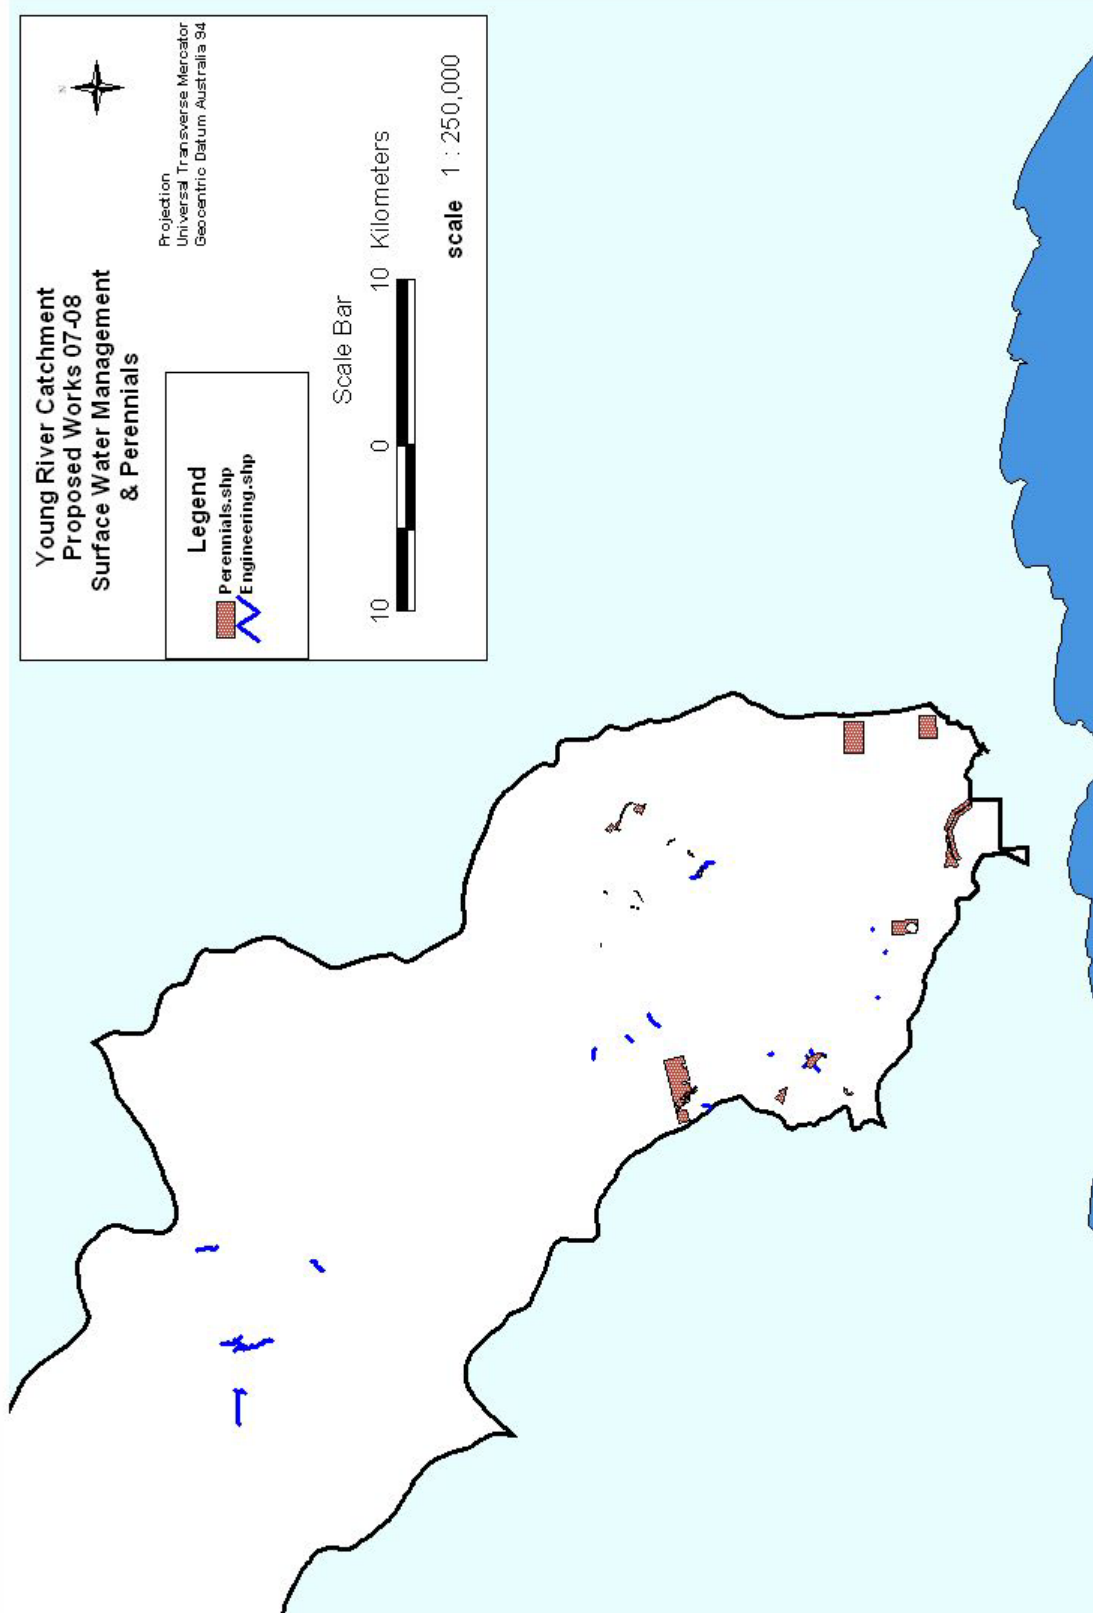 Young River Catchment
Proposed Works 07-08
Surface Water Management
& Perennials
N
Projection
Universal Transverse Mercator
Geocentric Datum Australia 94
Legend
Perennials.shp
Engineering.shp
Scale Bar
10 0 10 Kilometers
scale 1 : 250,000